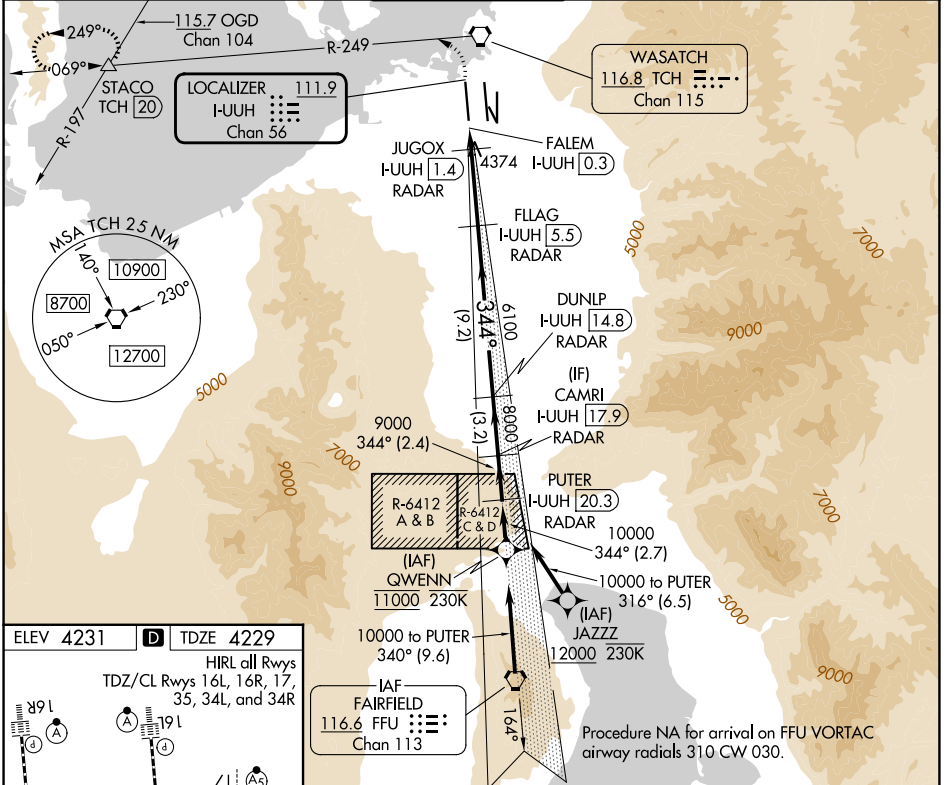 249°
069°
STACO
TCH 20
R-197
115.7 OGD
Chan 104
R-249
LOCALIZER 111.9
I-UUH
Chan 56
WASATCH
116.8 TCH
Chan 115
JUGOX
I-UUH 1.4
RADAR
4374
FALEM
I-UUH 0.3
FLLAG
I-UUH 5.5
RADAR
5000
7000
MSA TCH 25 NM
140°
10900
8700
230°
050°
12700
344°
6100
(9.2)
DUNLP
I-UUH 14.8
RADAR
9000
(IF)
CAMRI
I-UUH 17.9
RADAR
8000
(3.2)
5000
7000
9000
9000
344° (2.4)
R-6412
A & B
R-6412
C & D
PUTER
I-UUH 20.3
RADAR
7000
10000
344° (2.7)
(IAF)
QWENN
11000 230K
10000 to PUTER
316° (6.5)
(IAF)
JAZZZ
12000 230K
5000
9000
10000 to PUTER
340° (9.6)
IAF
FAIRFIELD
116.6 FFU
Chan 113
164°
Procedure NA for arrival on FFU VORTAC
airway radials 310 CW 030.
ELEV 4231 D TDZE 4229
HIRL all Rwys
TDZ/CL Rwys 16L, 16R, 17,
35, 34L, and 34R
16R
A
P
A
16L
P
17
A5